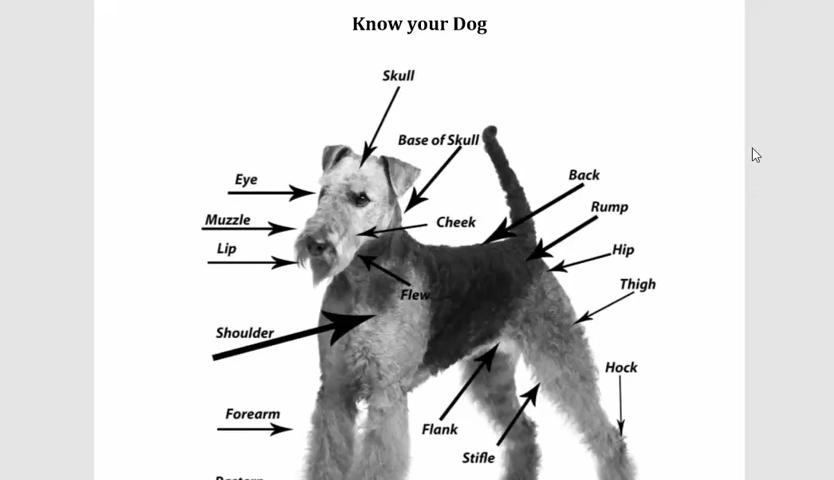 Know your Dog
Skull
Base of Skull
Eye
Back
Rump
Muzzle
Cheek
Lip
Hip
Thigh
Flew
Shoulder
Hock
Forearm
Flank
Stifle